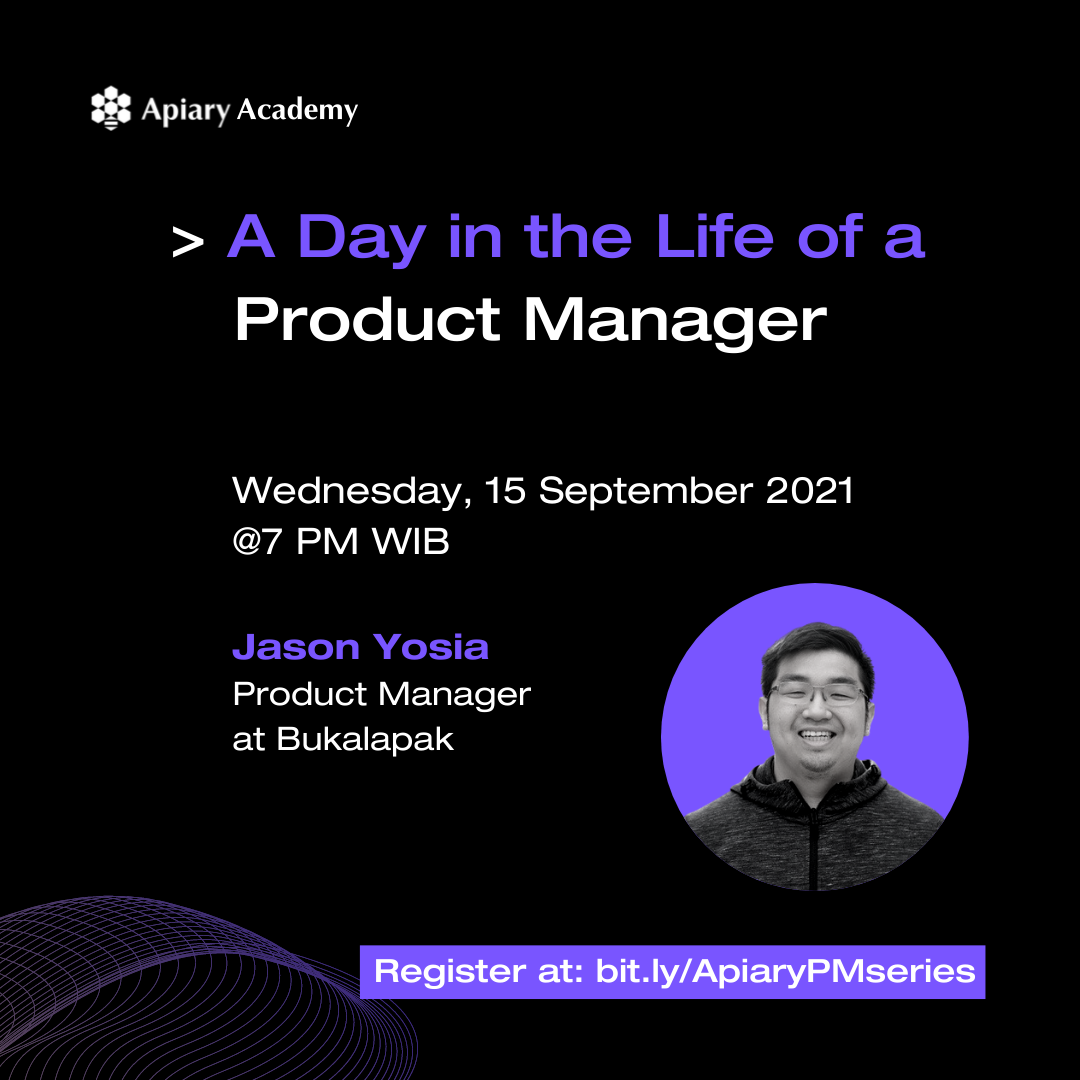 Apiary Academy
> A Day in the Life of a
Product Manager
Wednesday, 15 September 2021
@7 PM WIB
Jason Yosia
Product Manager
at Bukalapak
Register at: bit.ly/ApiaryPMseries